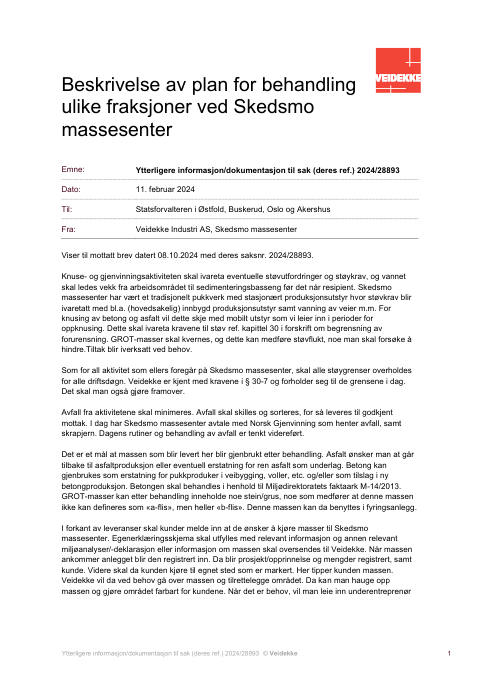 VEIDEKKE
Beskrivelse av plan for behandling
ulike fraksjoner ved Skedsmo
massesenter
Emne: Ytterligere informasjon/dokumentasjon til sak (deres ref.) 2024/28893
Dato: 11. februar 2024
Til: Statsforvalteren i Østfold, Buskerud, Oslo og Akershus
Fra: Veidekke Industri AS, Skedsmo massesenter
Viser til mottatt brev datert 08.10.2024 med deres saksnr. 2024/28893.
Knuse- og gjenvinningsaktiviteten skal ivareta eventuelle støvutfordringer og støykrav, og vannet
skal ledes vekk fra arbeidsområdet til sedimenteringsbasseng før det når resipient. Skedsmo
massesenter har vært et tradisjonelt pukkverk med stasjonært produksjonsutstyr hvor støvkrav blir
ivaretatt med bl.a. (hovedsakelig) innbygd produksjonsutstyr samt vanning av veier m.m. For
knusing av betong og asfalt vil dette skje med mobilt utstyr som vi leier inn i perioder for
oppknusing. Dette skal ivareta kravene til støv ref. kapittel 30 i forskrift om begrensning av
forurensning. GROT-masser skal kvernes, og dette kan medføre støvflukt, noe man skal forsøke å
hindre.Tiltak blir iverksatt ved behov.
Som for all aktivitet som ellers foregår på Skedsmo massesenter, skal alle støygrenser overholdes
for alle driftsdøgn. Veidekke er kjent med kravene i § 30-7 og forholder seg til de grensene i dag.
Det skal man også gjøre framover.
Avfall fra aktivitetene skal minimeres. Avfall skal skilles og sorteres, for så leveres til godkjent
mottak. I dag har Skedsmo massesenter avtale med Norsk Gjenvinning som henter avfall, samt
skrapjern. Dagens rutiner og behandling av avfall er tenkt videreført.
Det er et mål at massen som blir levert her blir gjenbrukt etter behandling. Asfalt ønsker man at går
tilbake til asfaltproduksjon eller eventuell erstatning for ren asfalt som underlag. Betong kan
gjenbrukes som erstatning for pukkproduker i veibygging, voller, etc. og/eller som tilslag i ny
betongproduksjon. Betongen skal behandles i henhold til Miljødirektoratets faktaark M-14/2013.
GROT-masser kan etter behandling inneholde noe stein/grus, noe som medfører at denne massen
ikke kan defineres som «a-flis», men heller «b-flis». Denne massen kan da benyttes i fyringsanlegg.
I forkant av leveranser skal kunder melde inn at de ønsker å kjøre masser til Skedsmo
massesenter. Egenerklæringsskjema skal utfylles med relevant informasjon og annen relevant
miljøanalyser/-deklarasjon eller informasjon om massen skal oversendes til Veidekke. Når massen
ankommer anlegget blir den registrert inn. Da blir prosjekt/opprinnelse og mengder registrert, samt
kunde. Videre skal da kunden kjøre til egnet sted som er markert. Her tipper kunden massen.
Veidekke vil da ved behov gå over massen og tilrettelegge området. Da kan man hauge opp
massen og gjøre området farbart for kundene. Når det er behov, vil man leie inn underentreprenør
Ytterligere informasjon/dokumentasjon til sak (deres ref.) 2024/28893 © Veidekke 1